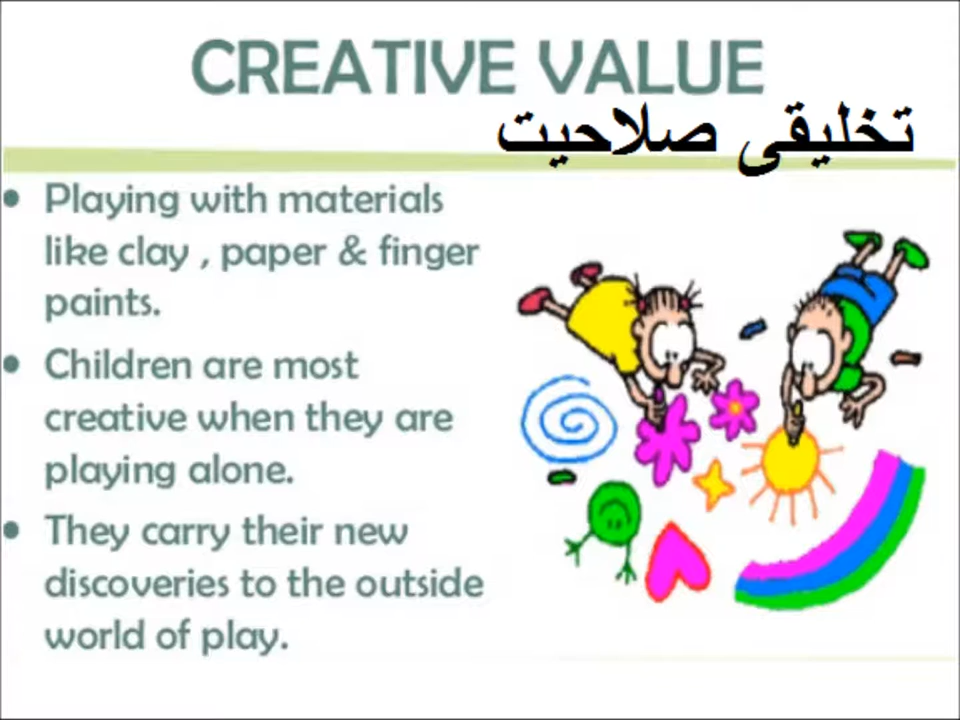 CREATIVE VALUE
تخلیقی صلاحیت
• Playing with materials
like clay , paper & finger
paints.
• Children are most
creative when they are
playing alone.
• They carry their new
discoveries to the outside
world of play.